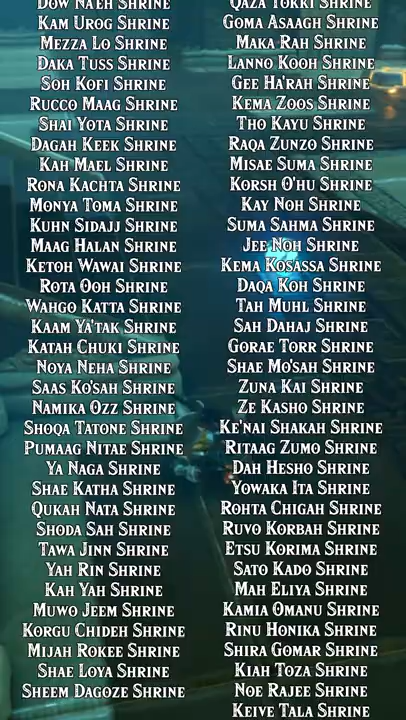 Dow Na'eh Shrine
Kam Urog Shrine
Mezza Lo Shrine
Daka Tuss Shrine
Soh Kofi Shrine
Rucco Maag Shrine
Shai Yota Shrine
Dagah Keek Shrine
Kah Mael Shrine
Rona Kachta Shrine
Monya Toma Shrine
Kuhn Sidajj Shrine
Maag Halan Shrine
Ketoh Wawai Shrine
Rota Ooh Shrine
Wahgo Katta Shrine
Kaam Ya'tak Shrine
Katah Chuki Shrine
Noya Neha Shrine
Saas Ko'sah Shrine
Namika Ozz Shrine
Shoqa Tatone Shrine
Pumaag Nitae Shrine
Ya Naga Shrine
Shae Katha Shrine
Qukah Nata Shrine
Shoda Sah Shrine
Tawa Jinn Shrine
Yah Rin Shrine
Kah Yah Shrine
Muwo Jeem Shrine
Korgu Chideh Shrine
Mijah Rokee Shrine
Shae Loya Shrine
Sheem Dagoze Shrine
Qaza Tokki Shrine
Goma Asaagh Shrine
Maka Rah Shrine
Lanno Kooh Shrine
Gee Ha'rah Shrine
Kema Zoos Shrine
Tho Kayu Shrine
Raqa Zunzo Shrine
Misae Suma Shrine
Korsh O'hu Shrine
Kay Noh Shrine
Suma Sahma Shrine
Jee Noh Shrine
Kema Kosassa Shrine
Daqa Koh Shrine
Tah Muhl Shrine
Sah Dahaj Shrine
Gorae Torr Shrine
Shae Mo'sah Shrine
Zuna Kai Shrine
Ze Kasho Shrine
Ke'nai Shakah Shrine
Ritaag Zumo Shrine
Dah Hesho Shrine
Yowaka Ita Shrine
Rohta Chigah Shrine
Ruvo Korbah Shrine
Etsu Korima Shrine
Sato Kado Shrine
Mah Eliya Shrine
Kamia Omanu Shrine
Rinu Honika Shrine
Shira Gomar Shrine
Kiah Toza Shrine
Noe Rajee Shrine
Keive Tala Shrine